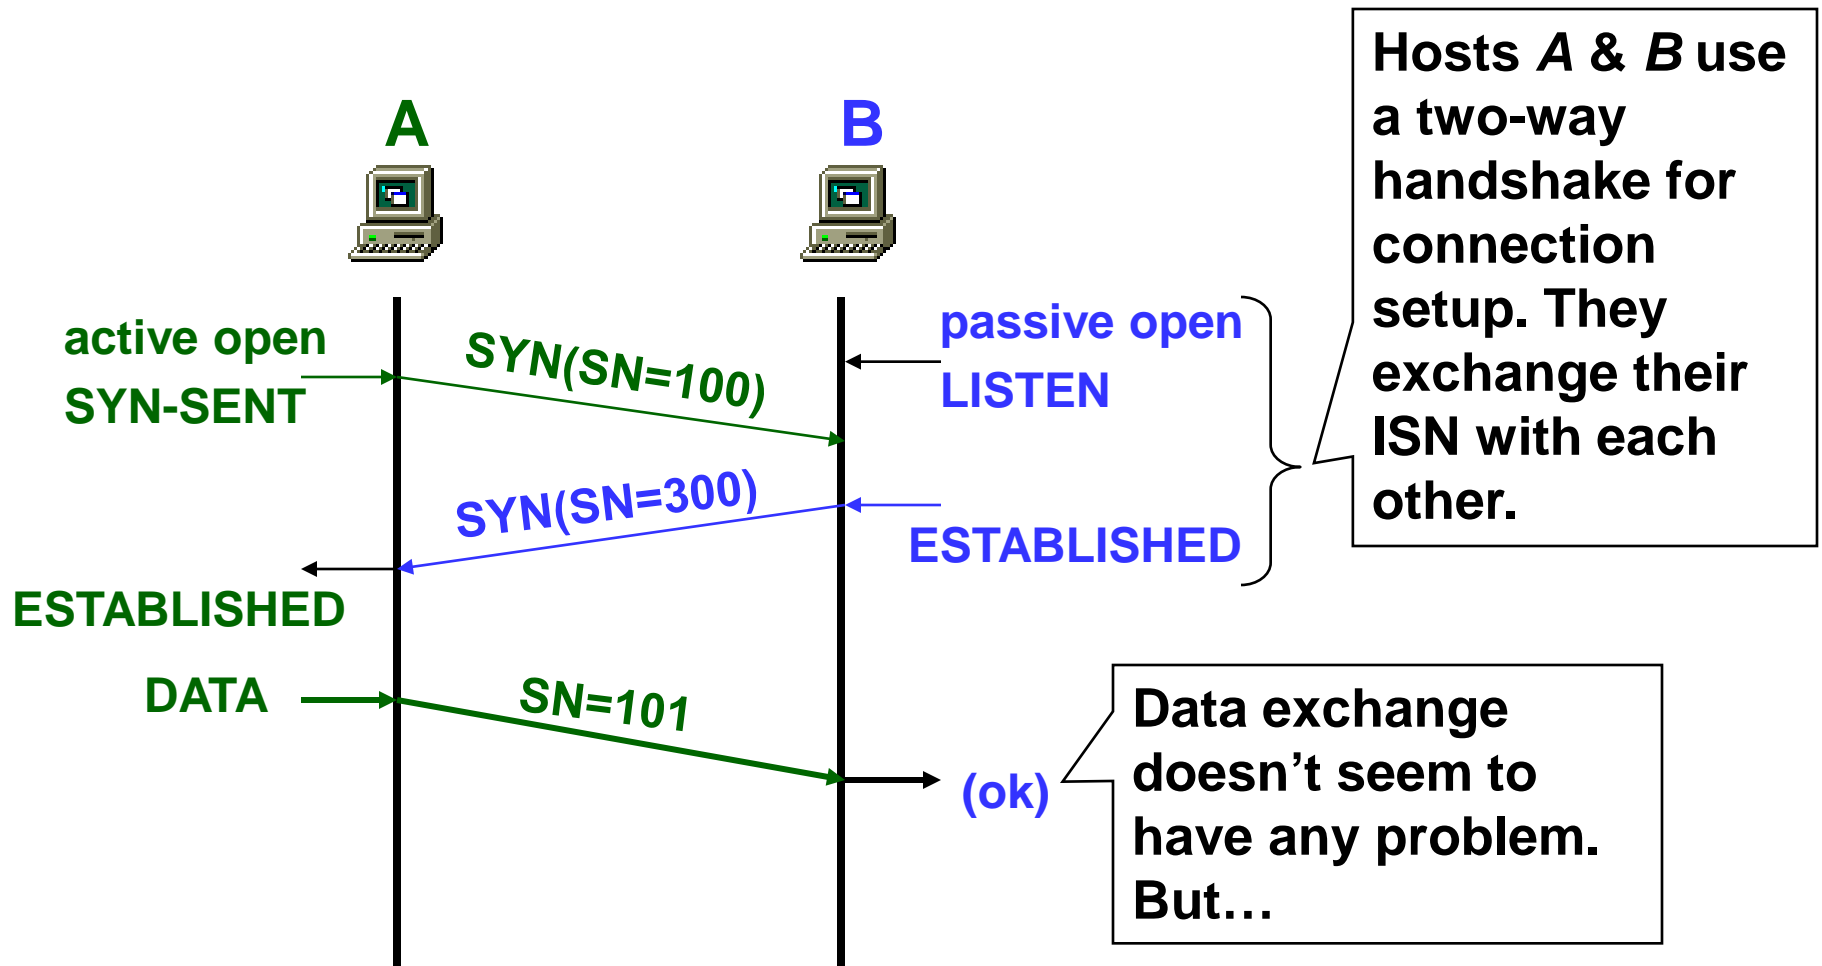 Hosts A & B use
a two-way
handshake for
connection
setup. They
exchange their
ISN with each
other.
A
B
active open
SYN-SENT
SYN(SN=100)
passive open
LISTEN
SYN(SN=300)
ESTABLISHED
ESTABLISHED
DATA
SN=101
(ok)
Data exchange
doesn’t seem to
have any problem.
But…